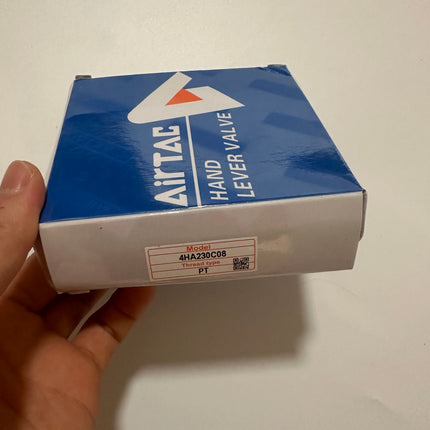 AirTAC
HAND
LEVER VALVE
Model
4HA230C08
Thread type
PT